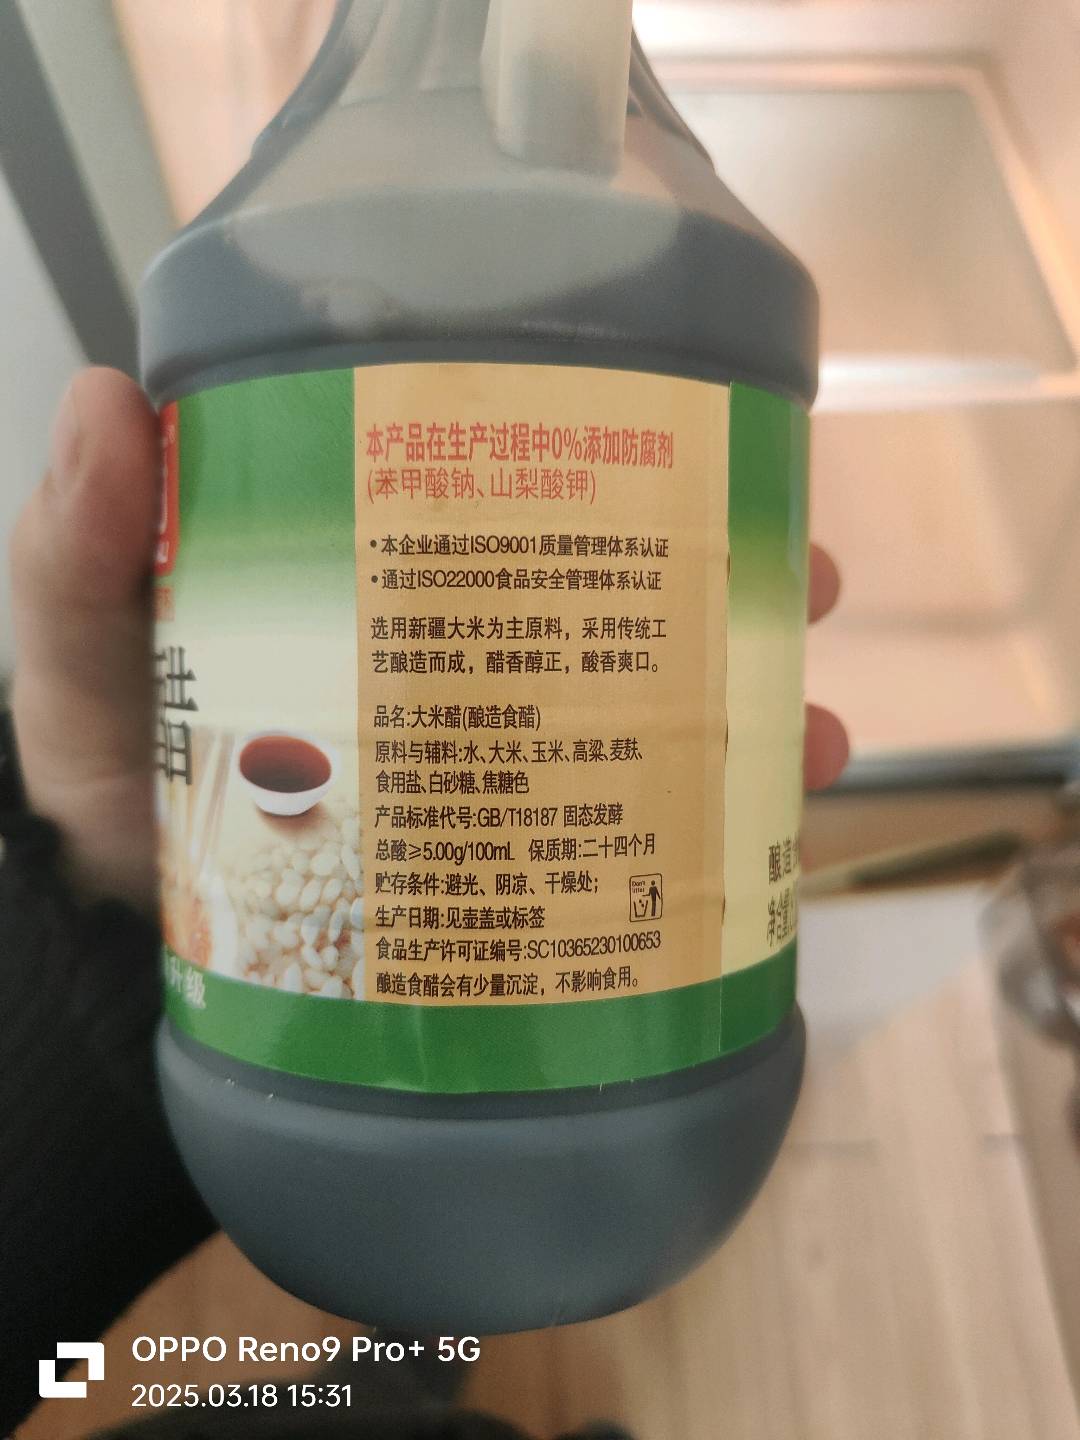 本产品在生产过程中0%添加防腐剂
(苯甲酸钠、山梨酸钾)
•本企业通过ISO9001质量管理体系认证
•通过ISO22000食品安全管理体系认证
选用新疆大米为主原料，采用传统工
艺酿造而成，醋香醇正，酸香爽口。
品名:大米醋(酿造食醋)
原料与辅料:水、大米、玉米、高粱、麦麸、
食用盐、白砂糖、焦糖色
产品标准代号:GB/T18187 固态发酵
总酸≥5.00g/100mL 保质期:二十四个月
贮存条件:避光、阴凉、干燥处;
生产日期:见壶盖或标签
食品生产许可证编号:SC10365230100653
酿造食醋会有少量沉淀，不影响食用。
Don't litter
醋
升级
酿造
净含量
OPPO Reno9 Pro+ 5G
2025.03.18 15:31